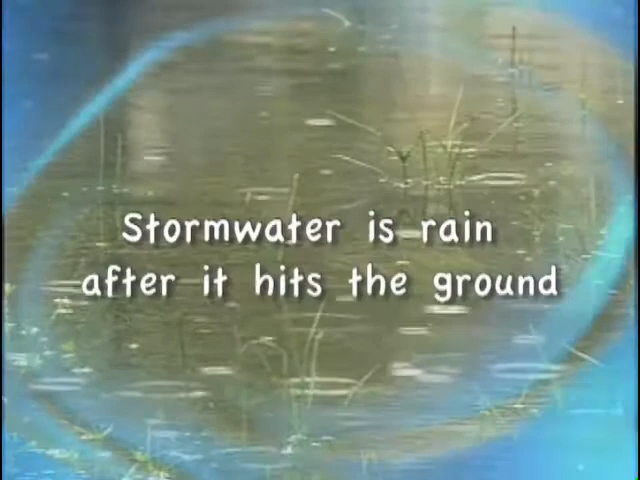 Stormwater is rain
after it hits the ground